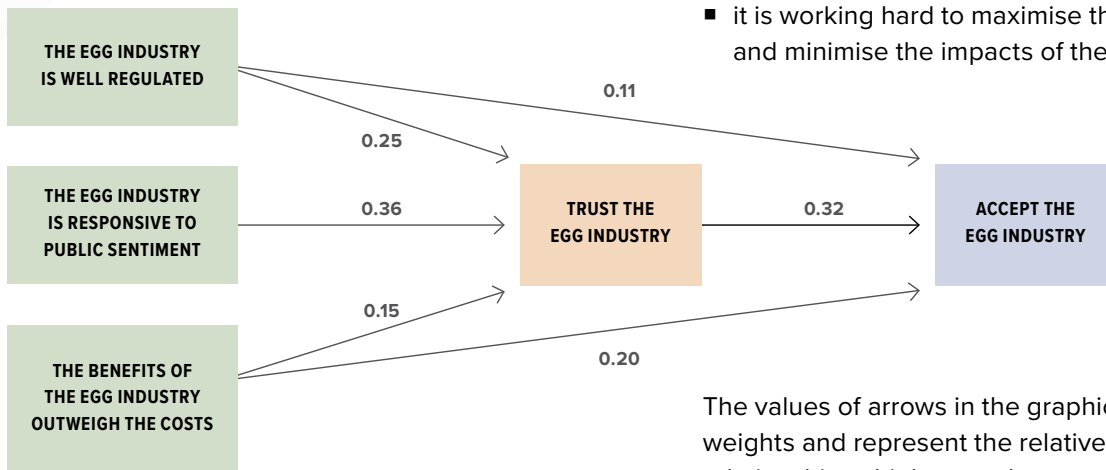 it is working hard to maximise
and minimise the impacts of the
THE EGG INDUSTRY
IS WELL REGULATED
0.11
0.25
THE EGG INDUSTRY
IS RESPONSIVE TO
PUBLIC SENTIMENT
0.36
TRUST THE
EGG INDUSTRY
0.32
ACCEPT THE
EGG INDUSTRY
0.15
0.20
THE BENEFITS OF
THE EGG INDUSTRY
OUTWEIGH THE COSTS
The values of arrows in the
weights and represent the relative